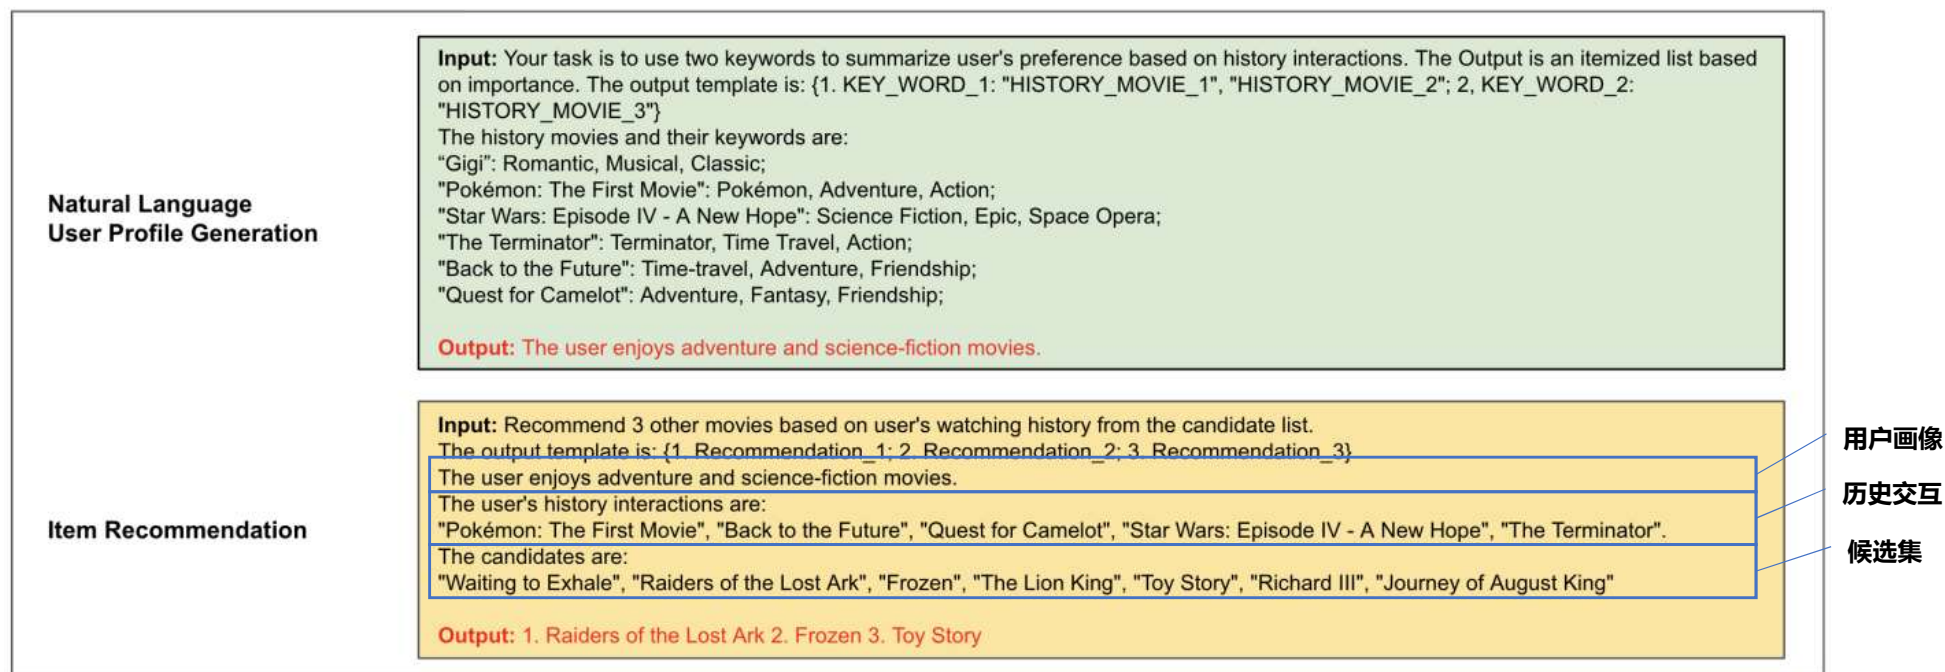 Natural Language
User Profile Generation
Input: Your task is to use two keywords to summarize user's preference based on history interactions. The Output is an itemized list based
on importance. The output template is: {1. KEY_WORD_1: "HISTORY_MOVIE_1", "HISTORY_MOVIE_2"; 2, KEY_WORD_2:
"HISTORY_MOVIE_3"}
The history movies and their keywords are:
“Gigi”: Romantic, Musical, Classic;
"Pokémon: The First Movie": Pokémon, Adventure, Action;
"Star Wars: Episode IV - A New Hope": Science Fiction, Epic, Space Opera;
"The Terminator": Terminator, Time Travel, Action;
"Back to the Future": Time-travel, Adventure, Friendship;
"Quest for Camelot": Adventure, Fantasy, Friendship;
Output: The user enjoys adventure and science-fiction movies.
Item Recommendation
Input: Recommend 3 other movies based on user's watching history from the candidate list.
The output template is: {1. Recommendation_1; 2. Recommendation_2; 3. Recommendation_3}
The user enjoys adventure and science-fiction movies.
用户画像
The user's history interactions are:
历史交互
"Pokémon: The First Movie", "Back to the Future", "Quest for Camelot", "Star Wars: Episode IV - A New Hope", "The Terminator".
The candidates are:
候选集
"Waiting to Exhale", "Raiders of the Lost Ark", "Frozen", "The Lion King", "Toy Story", "Richard III", "Journey of August King"
Output: 1. Raiders of the Lost Ark 2. Frozen 3. Toy Story